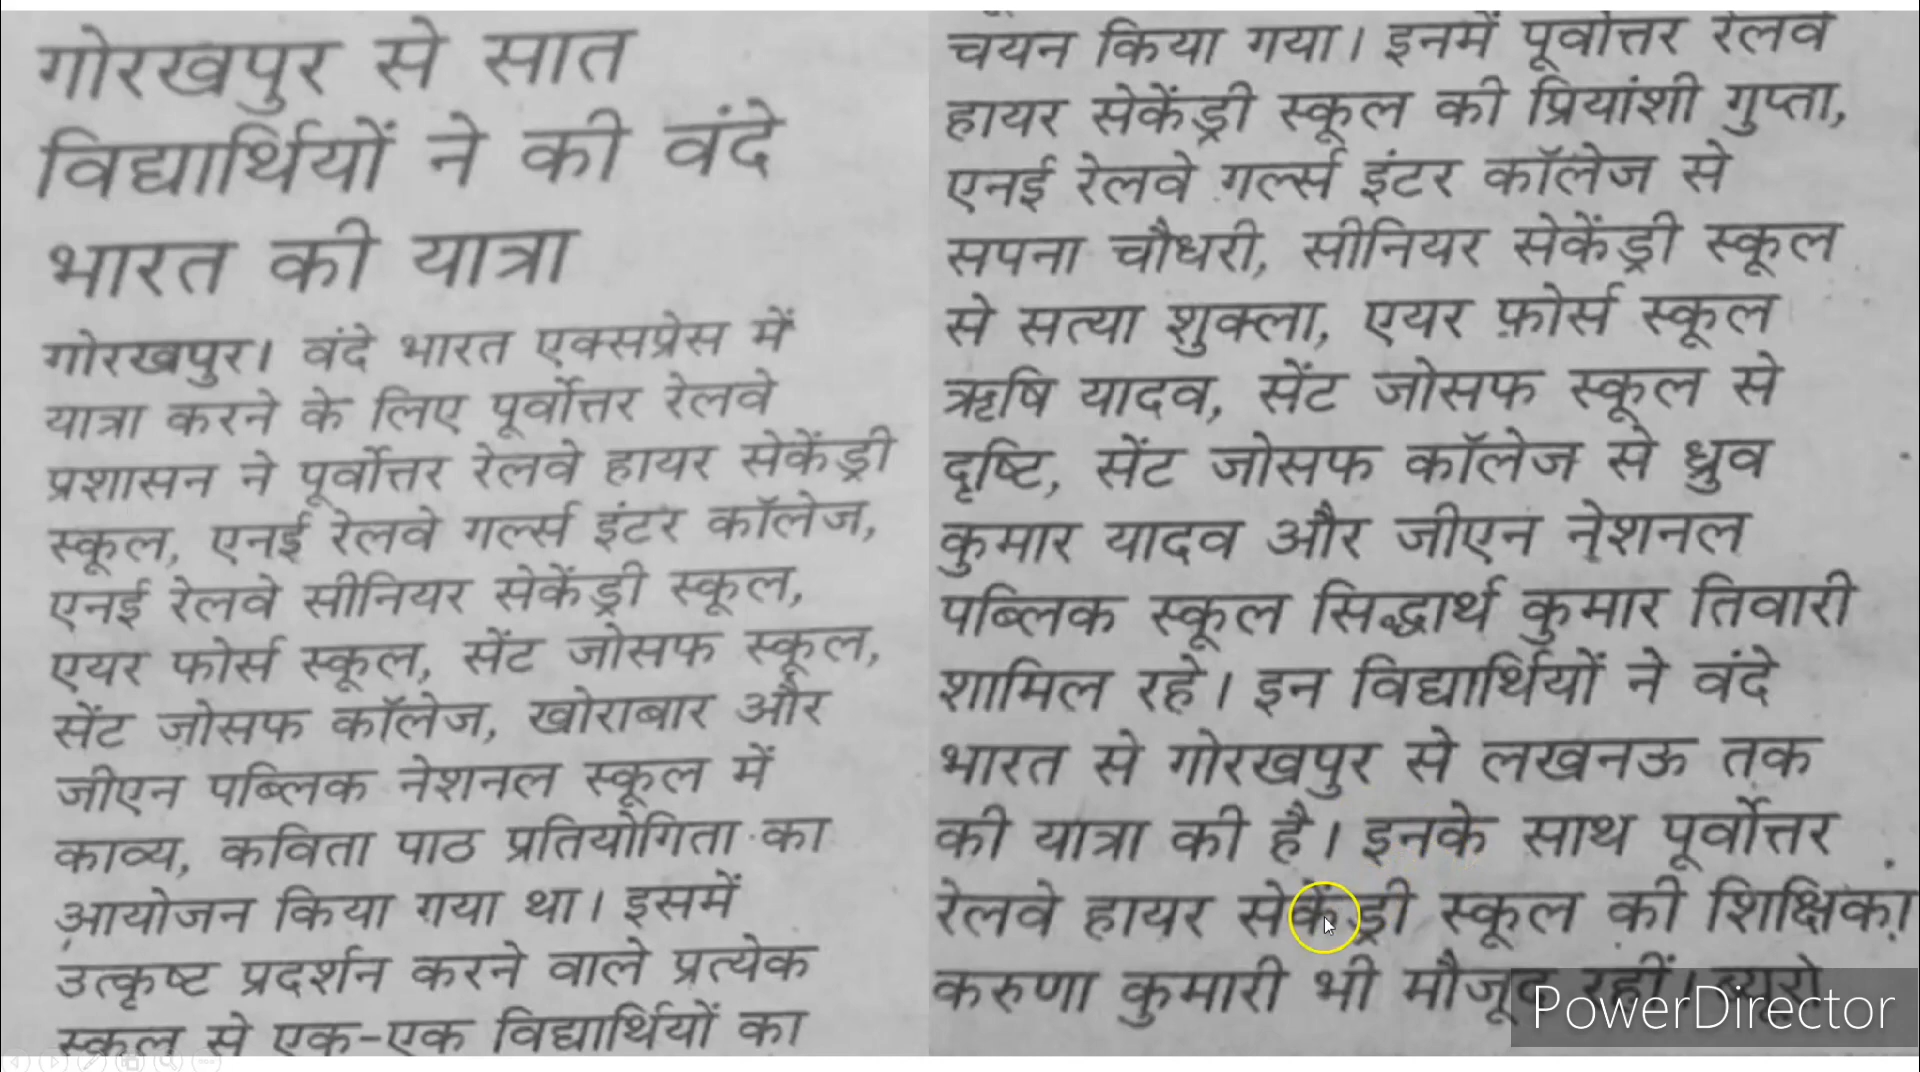 गोरखपुर से सात
विद्यार्थियों ने की वंदे
भारत की यात्रा
गोरखपुर। वंदे भारत एक्सप्रेस में
यात्रा करने के लिए पूर्वोत्तर रेलवे
प्रशासन ने पूर्वोत्तर रेलवे हायर सेकेंड्री
स्कूल, एनई रेलवे गर्ल्स इंटर कॉलेज,
एनई रेलवे सीनियर सेकेंड्री स्कूल,
एयर फोर्स स्कूल, सेंट जोसफ स्कूल,
सेंट जोसफ कॉलेज, खोराबार और
जीएन पब्लिक नेशनल स्कूल में
काव्य, कविता पाठ प्रतियोगिता का
आयोजन किया गया था। इसमें
उत्कृष्ट प्रदर्शन करने वाले प्रत्येक
स्कूल से एक-एक विद्यार्थियों का
चयन किया गया। इनमें पूर्वोत्तर रेलवे
हायर सेकेंड्री स्कूल की प्रियांशी गुप्ता,
एनई रेलवे गर्ल्स इंटर कॉलेज से
सपना चौधरी, सीनियर सेकेंड्री स्कूल
से सत्या शुक्ला, एयर फ़ोर्स स्कूल
ऋषि यादव, सेंट जोसफ स्कूल से
दृष्टि, सेंट जोसफ कॉलेज से ध्रुव
कुमार यादव और जीएन नेशनल
पब्लिक स्कूल सिद्धार्थ कुमार तिवारी
शामिल रहे। इन विद्यार्थियों ने वंदे
भारत से गोरखपुर से लखनऊ तक
की यात्रा की है। इनके साथ पूर्वोत्तर
रेलवे हायर सेकेंड्री स्कूल की शिक्षिका
करुणा कुमारी भी मौजूद रहीं। ब्यूरो
PowerDirector